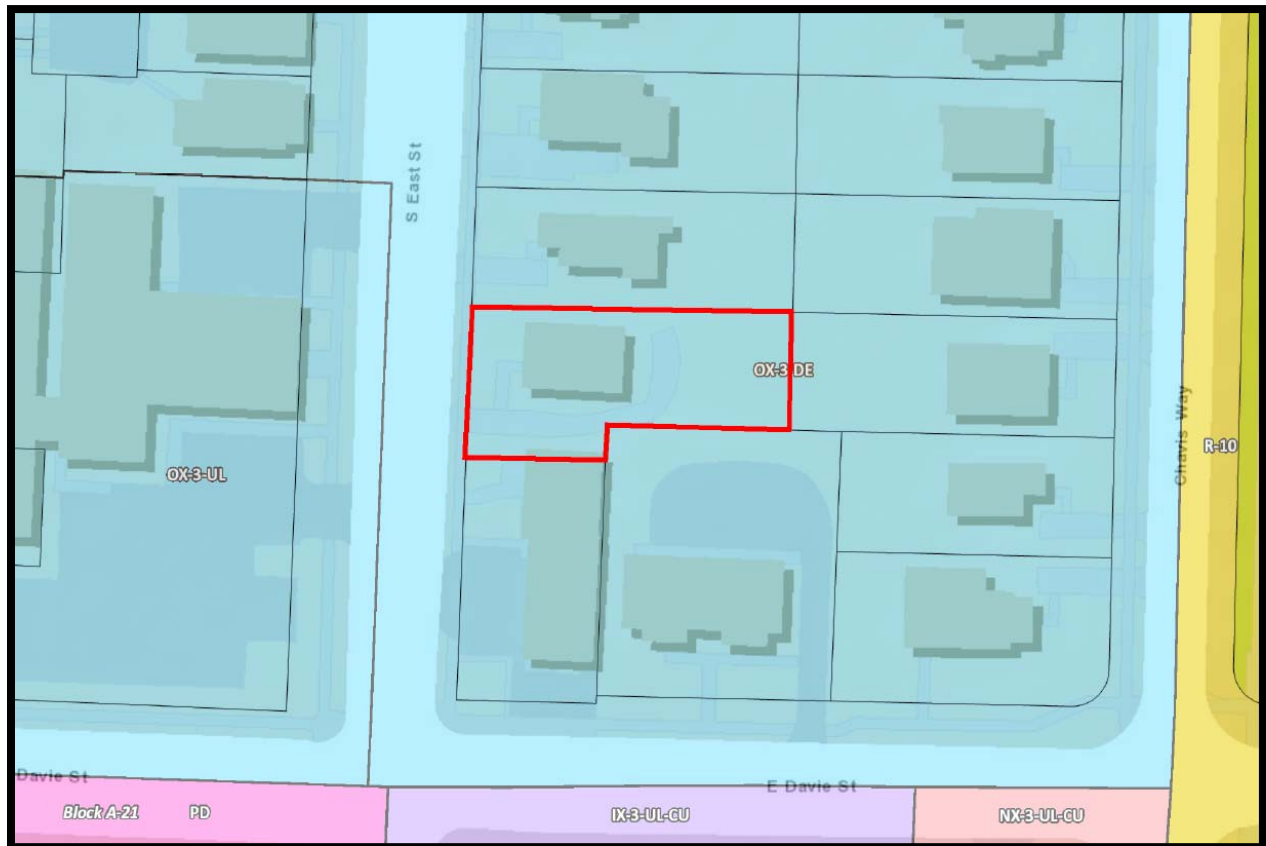 S East St
OX-3-DE
Chavis Way
R-10
OX-3-UL
Davie St
E Davie St
Block A-21 PD
IX-3-UL-CU
NX-3-UL-CU